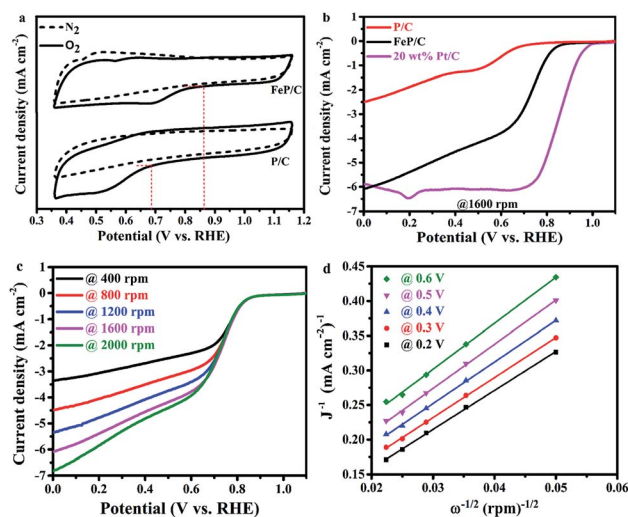 a
N₂
O₂
FeP/C
P/C
Current density (mA cm⁻²)
0.3 0.4 0.5 0.6 0.7 0.8 0.9 1.0 1.1 1.2
Potential (V vs. RHE)
b
P/C
FeP/C
20 wt% Pt/C
@1600 rpm
1
0
-1
-2
-3
-4
-5
-6
-7
Current density (mA cm⁻²)
0.0 0.2 0.4 0.6 0.8 1.0
Potential (V vs. RHE)
c
@ 400 rpm
@ 800 rpm
@ 1200 rpm
@ 1600 rpm
@ 2000 rpm
1
0
-1
-2
-3
-4
-5
-6
-7
Current density (mA cm⁻²)
0.0 0.2 0.4 0.6 0.8 1.0
Potential (V vs. RHE)
d
@ 0.6 V
@ 0.5 V
@ 0.4 V
@ 0.3 V
@ 0.2 V
0.45
0.40
0.35
0.30
0.25
0.20
0.15
J⁻¹ (mA cm⁻²)⁻¹
0.02 0.03 0.04 0.05 0.06
ω⁻¹/² (rpm)⁻¹/²